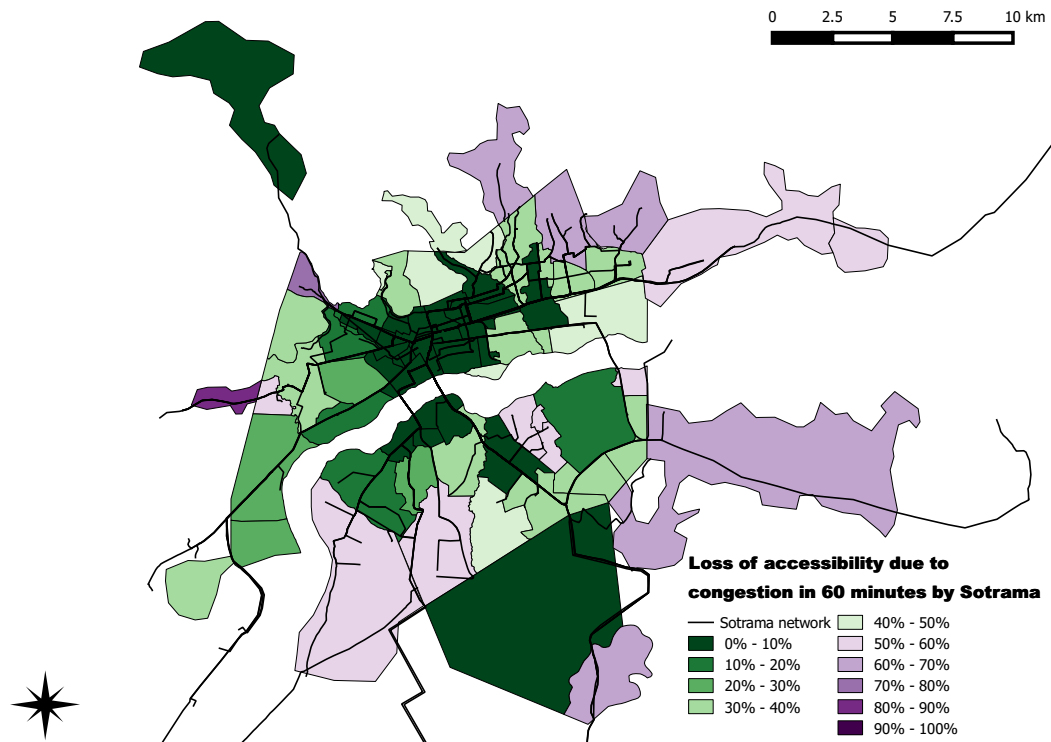 0 2.5 5 7.5 10 km
Loss of accessibility due to
congestion in 60 minutes by Sotrama
Sotrama network
0% - 10%
10% - 20%
20% - 30%
30% - 40%
40% - 50%
50% - 60%
60% - 70%
70% - 80%
80% - 90%
90% - 100%